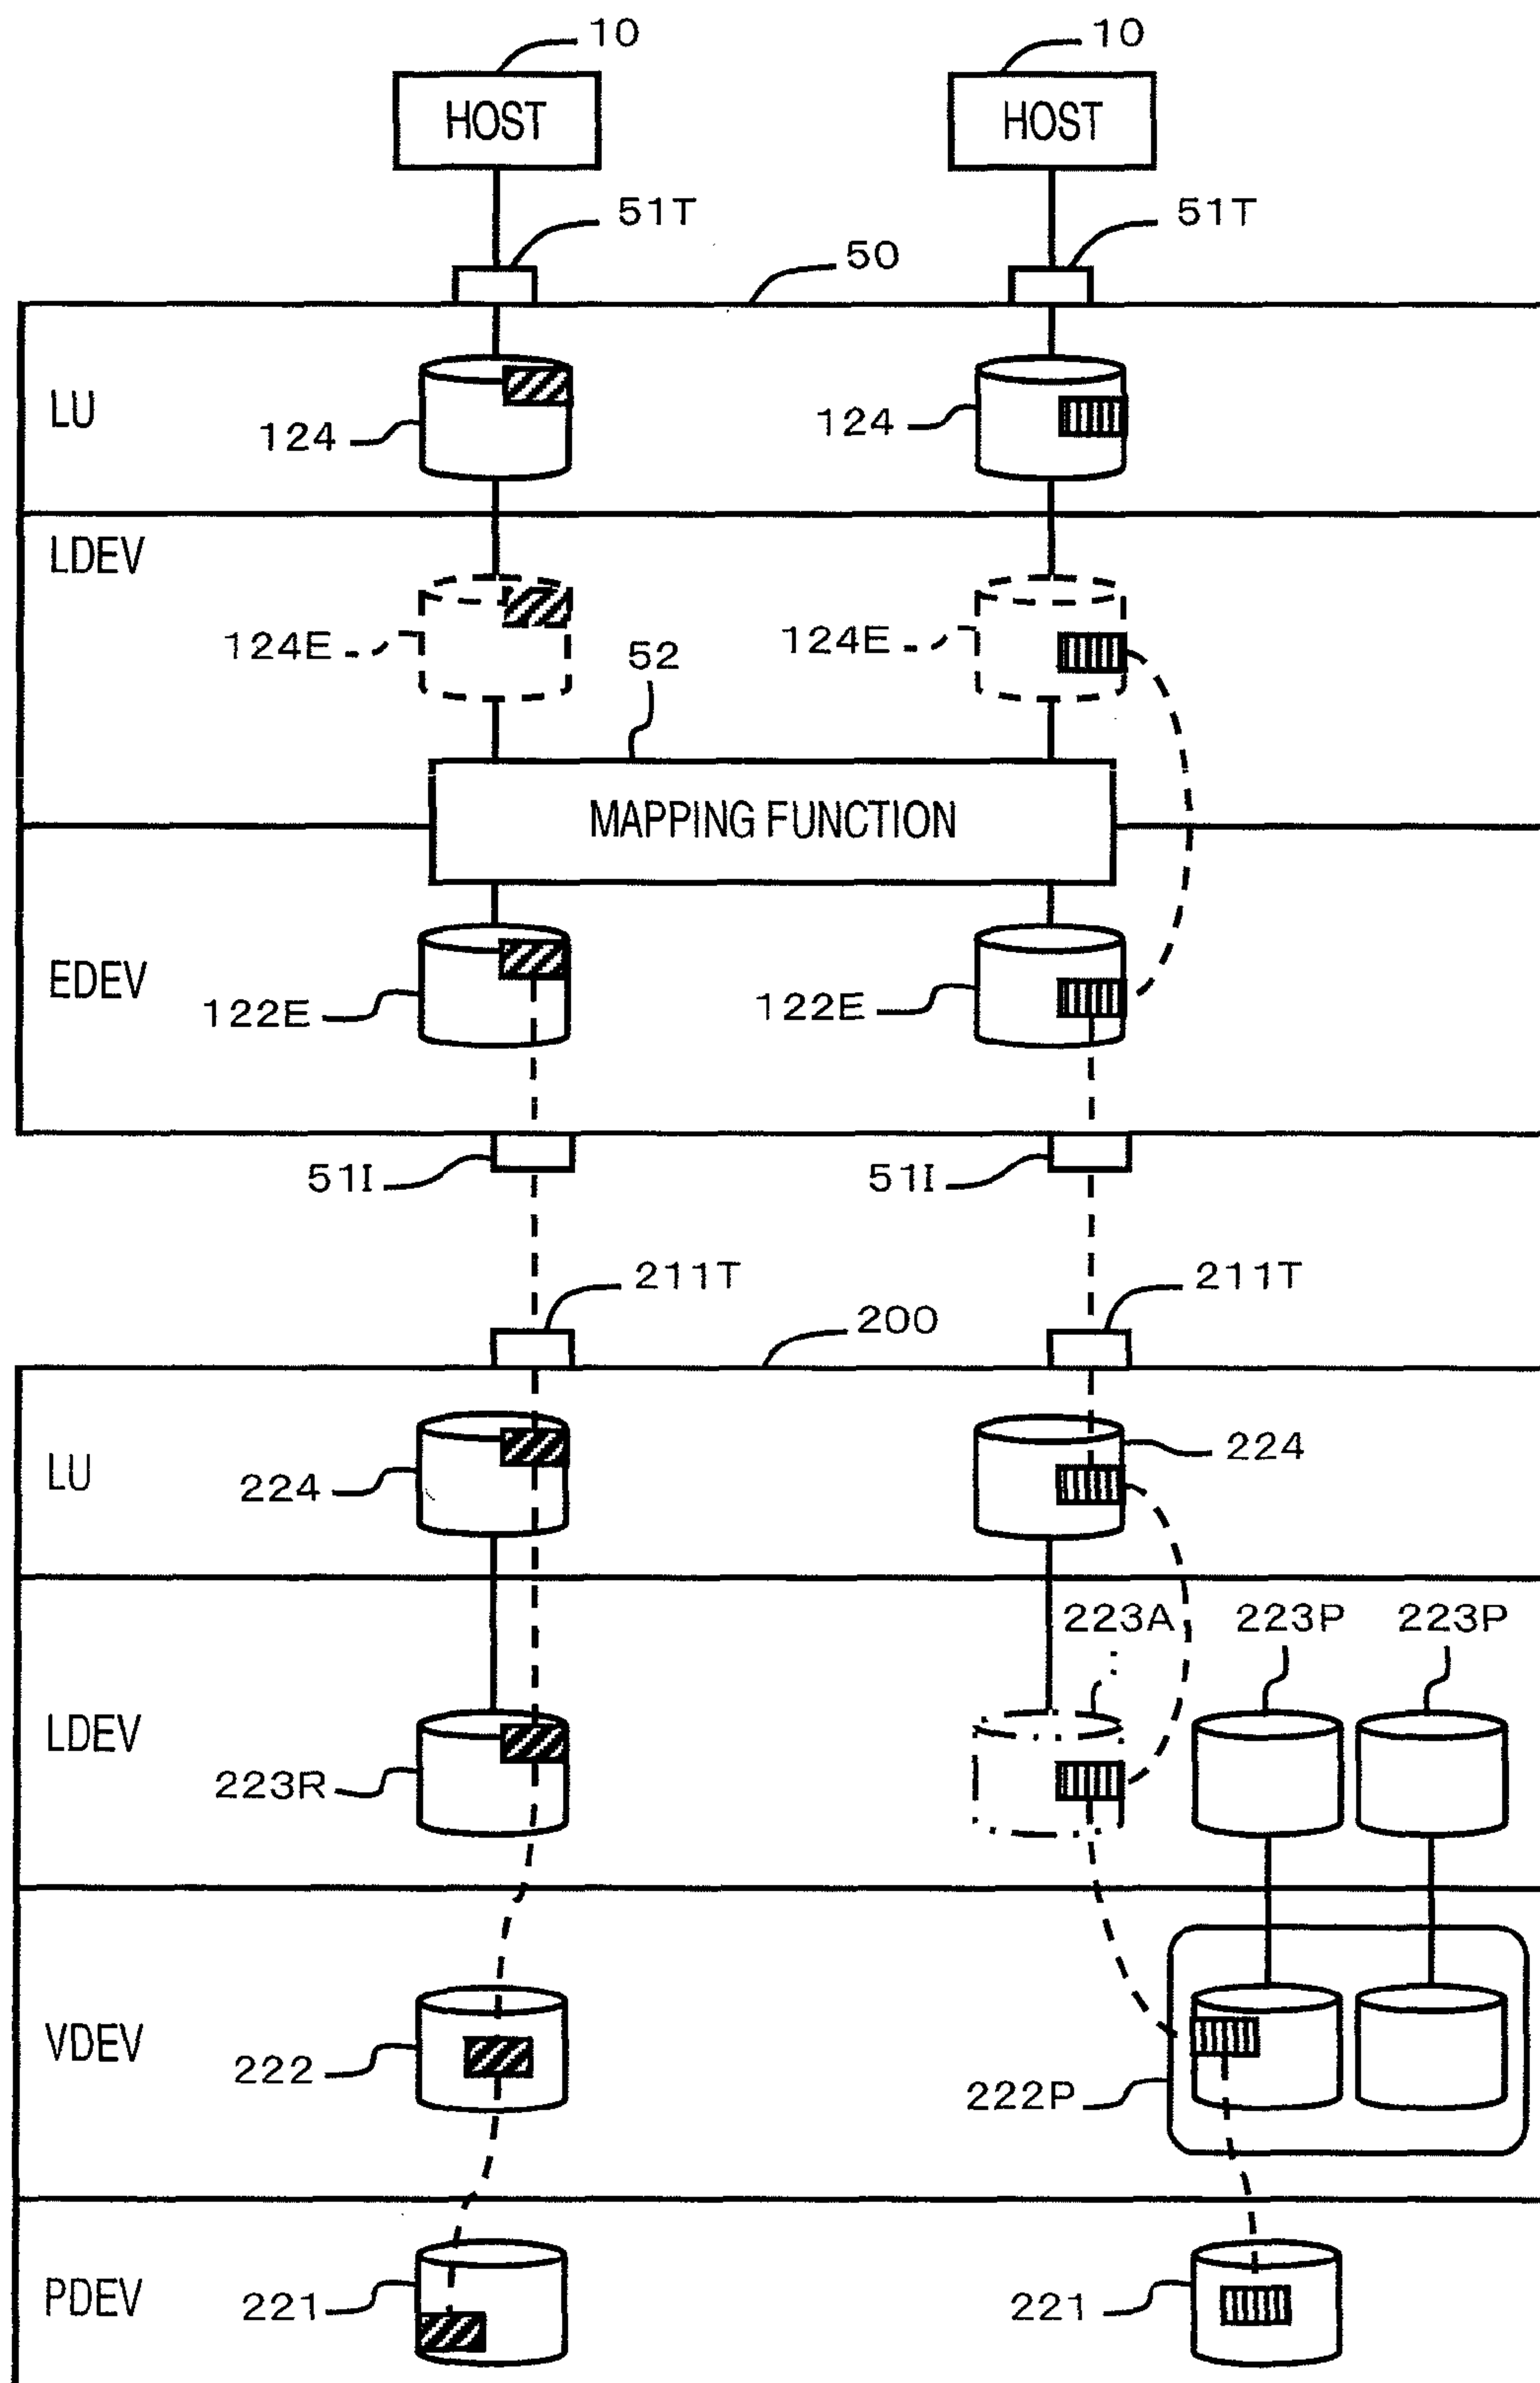 10 10
HOST HOST
51T 51T
50
LU
124 124
LDEV
124E 124E
52
MAPPING FUNCTION
EDEV
122E 122E
51I 51I
211T 211T
200
LU
224 224
223A 223P 223P
LDEV
223R
VDEV
222
222P
PDEV
221 221